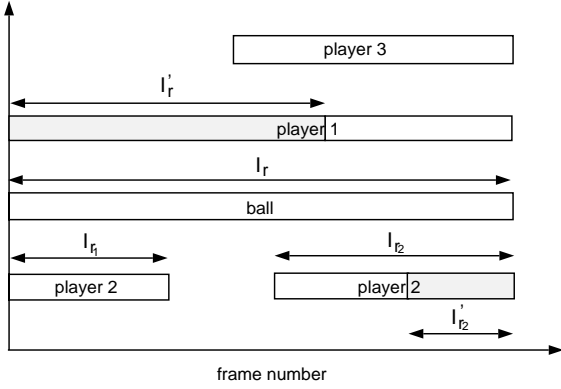 player 3
I'r
player 1
Ir
ball
Ir1
Ir2
player 2
player 2
I'r2
frame number